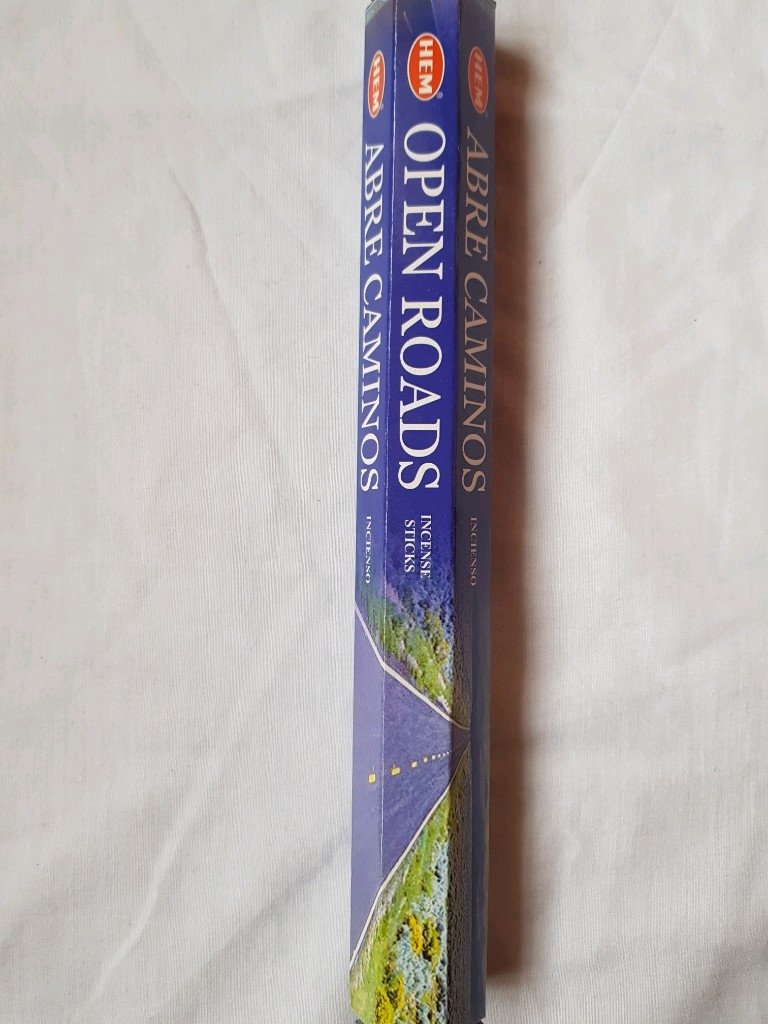 HEM
ABRE CAMINOS
INCIENSO
HEM®
OPEN ROADS
INCENSE
STICKS
HEM
ABRE CAMINOS
INCIENSO